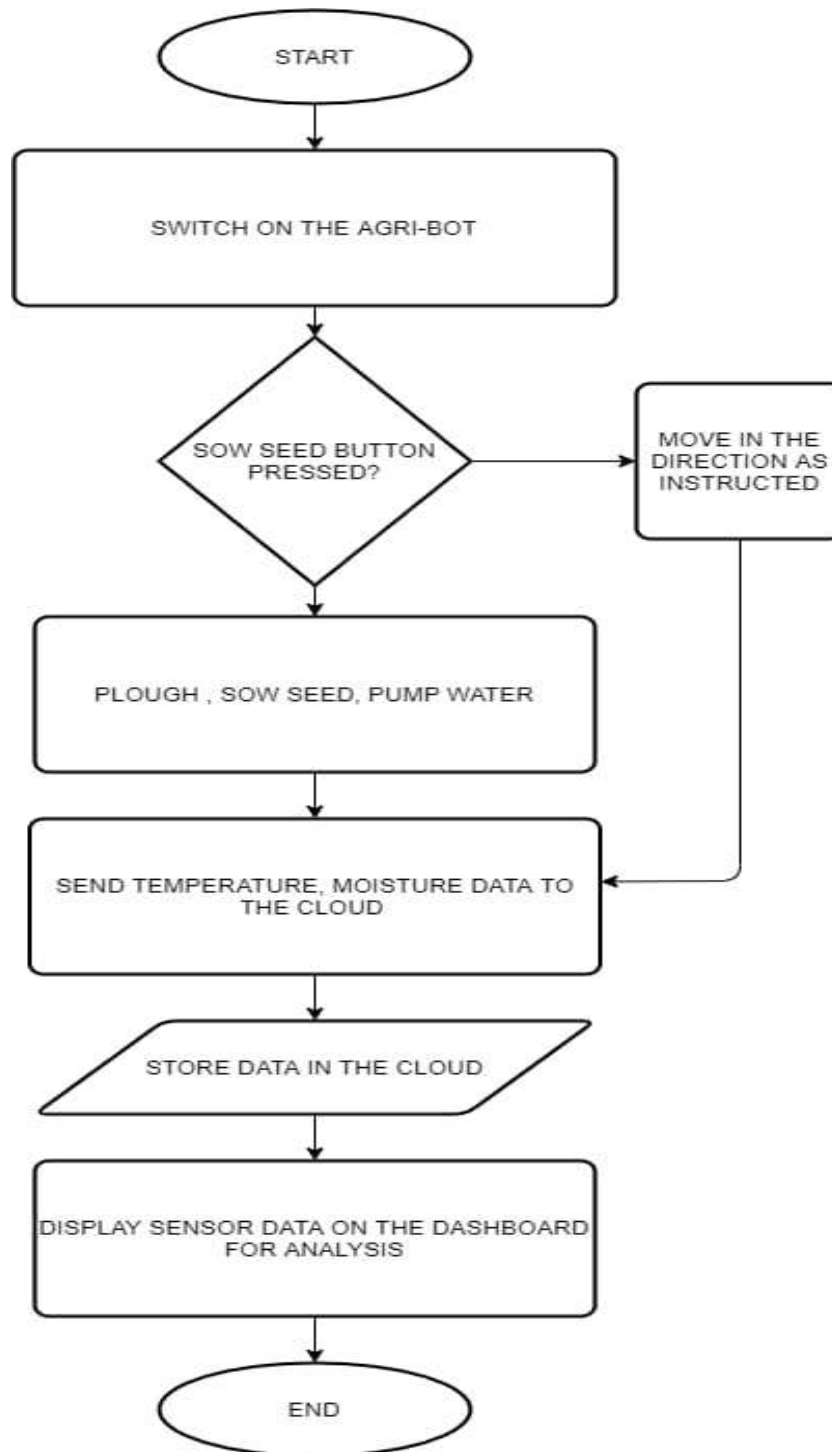 START
SWITCH ON THE AGRI-BOT
SOW SEED BUTTON
PRESSED?
MOVE IN THE
DIRECTION AS
INSTRUCTED
PLOUGH , SOW SEED, PUMP WATER
SEND TEMPERATURE, MOISTURE DATA TO
THE CLOUD
STORE DATA IN THE CLOUD
DISPLAY SENSOR DATA ON THE DASHBOARD
FOR ANALYSIS
END